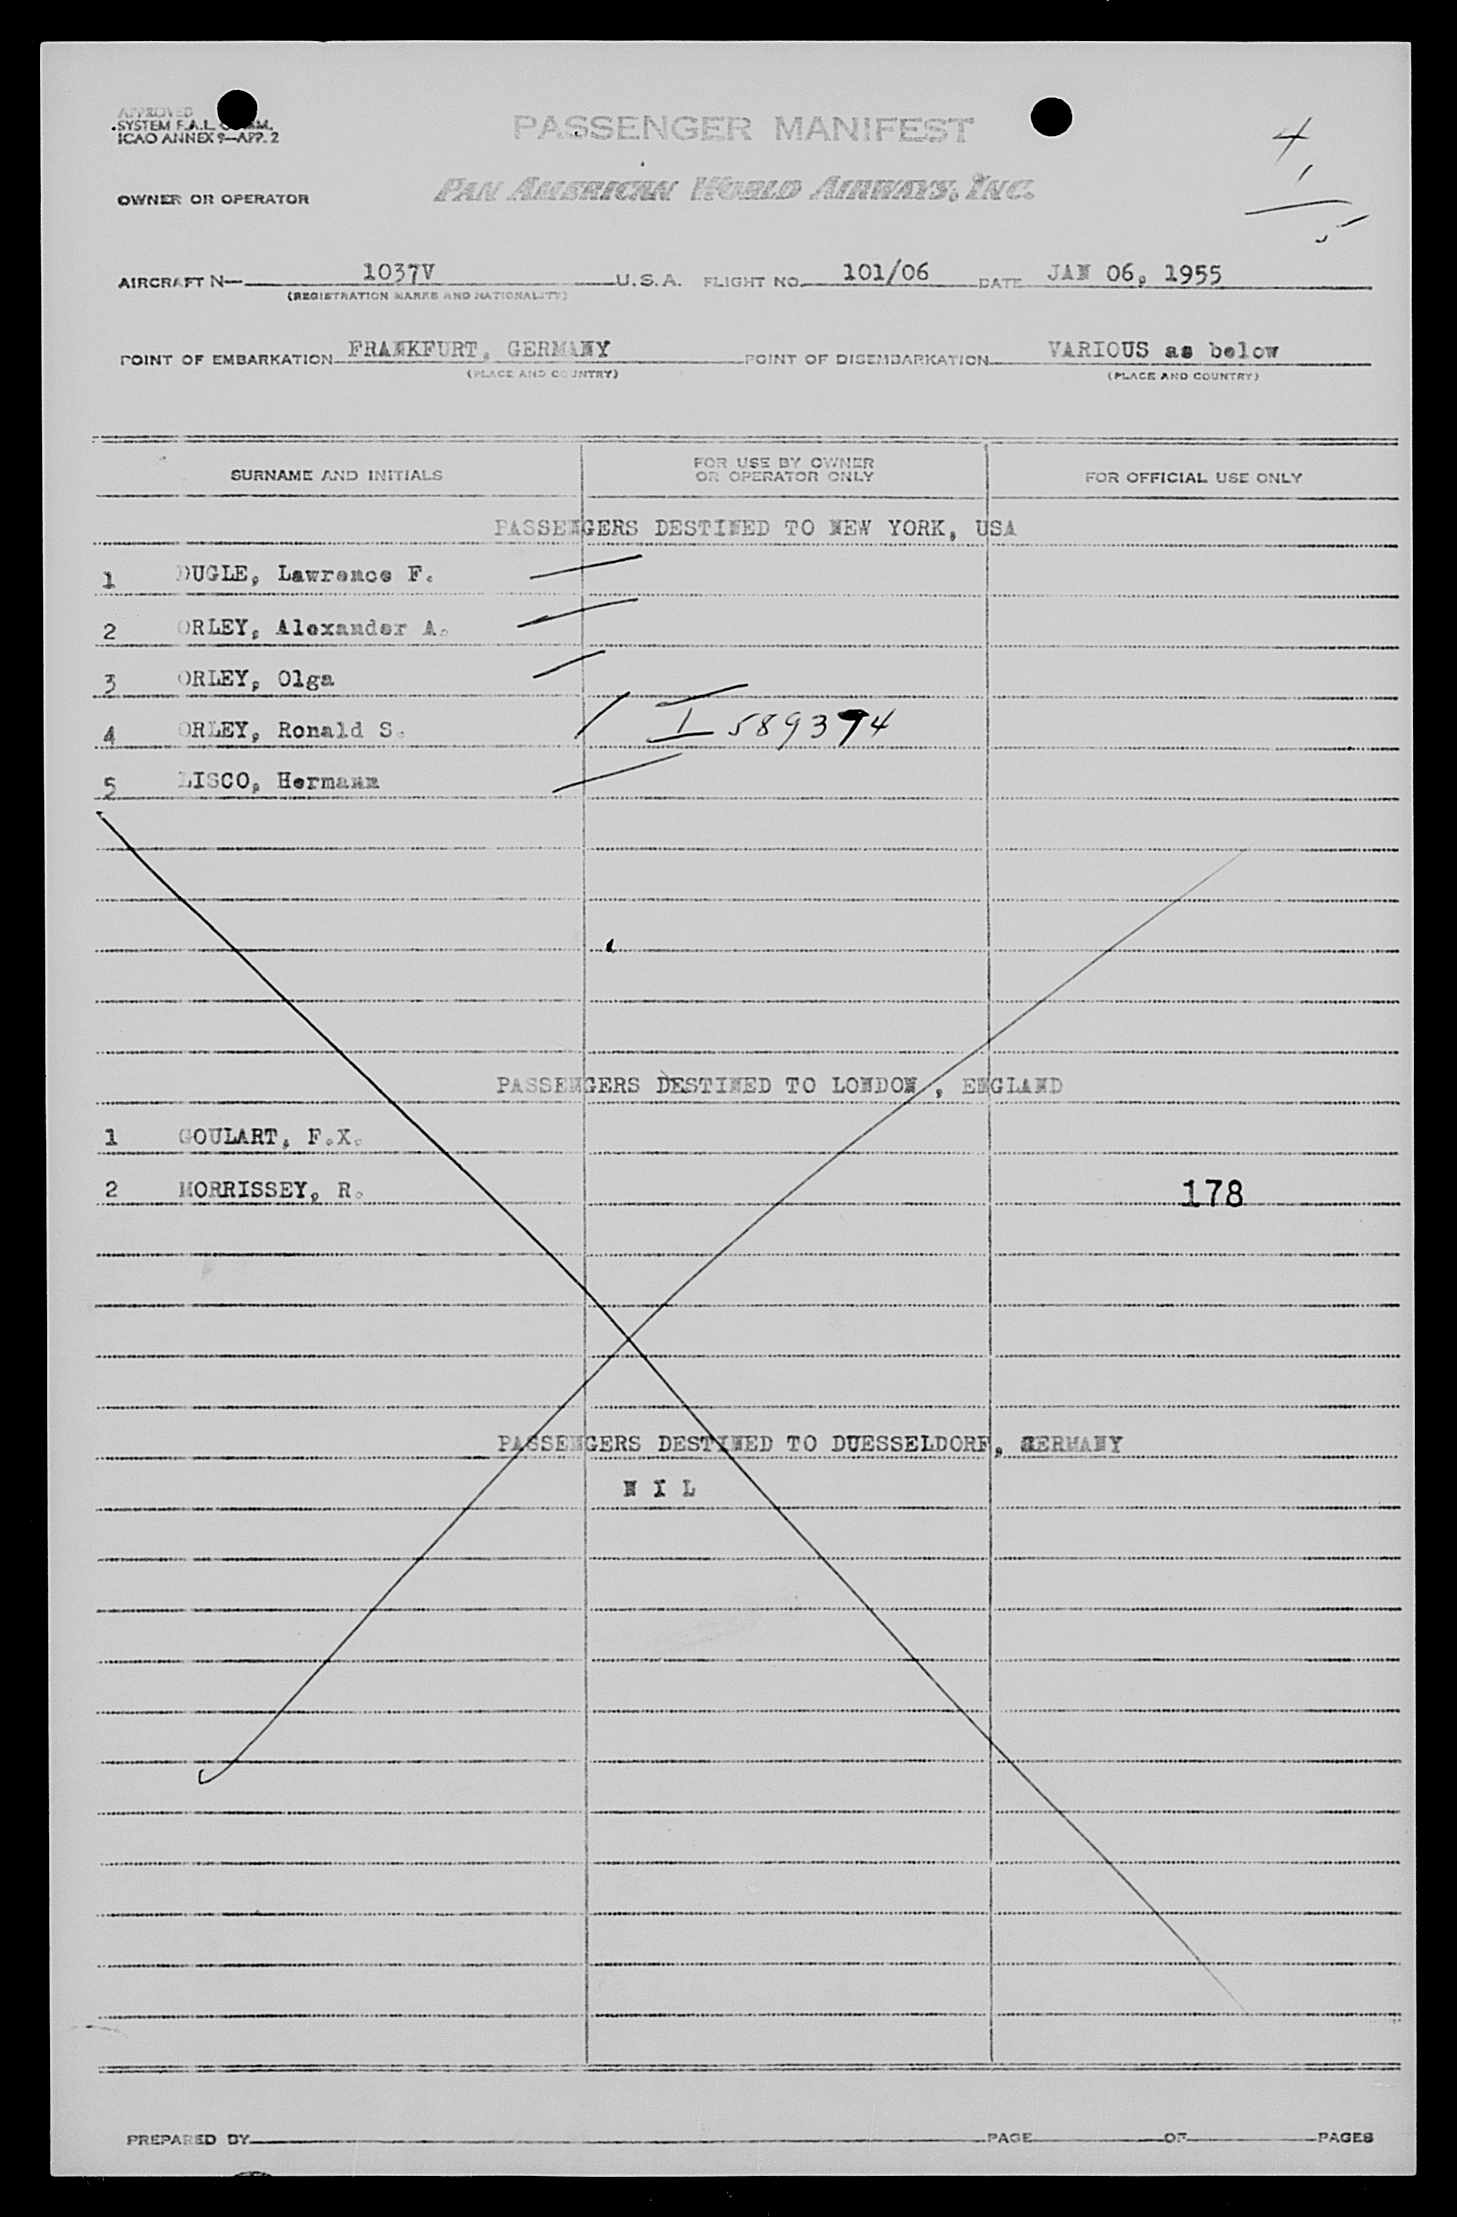 APPROVED
SYSTEM F.A.L. COMM.
ICAO ANNEX 9—APP. 2
PASSENGER MANIFEST
4
1
5
OWNER OR OPERATOR
PAN AMERICAN WORLD AIRWAYS, INC.
AIRCRAFT N— 1037V U.S.A. FLIGHT NO. 101/06 DATE JAN 06, 1955
(REGISTRATION MARKS AND NATIONALITY)
POINT OF EMBARKATION FRANKFURT, GERMANY POINT OF DISEMBARKATION VARIOUS as below
(PLACE AND COUNTRY) (PLACE AND COUNTRY)
SURNAME AND INITIALS FOR USE BY OWNER OR OPERATOR ONLY FOR OFFICIAL USE ONLY
PASSENGERS DESTINED TO NEW YORK, USA
1 DUGLE, Lawrence F.
2 ORLEY, Alexander A.
3 ORLEY, Olga
4 ORLEY, Ronald S. I 589374
5 LISCO, Hermann
PASSENGERS DESTINED TO LONDON, ENGLAND
1 GOULART, F.X.
2 MORRISSEY, R. 178
PASSENGERS DESTINED TO DUESSELDORF, GERMANY
N I L
PREPARED BY PAGE OF PAGES